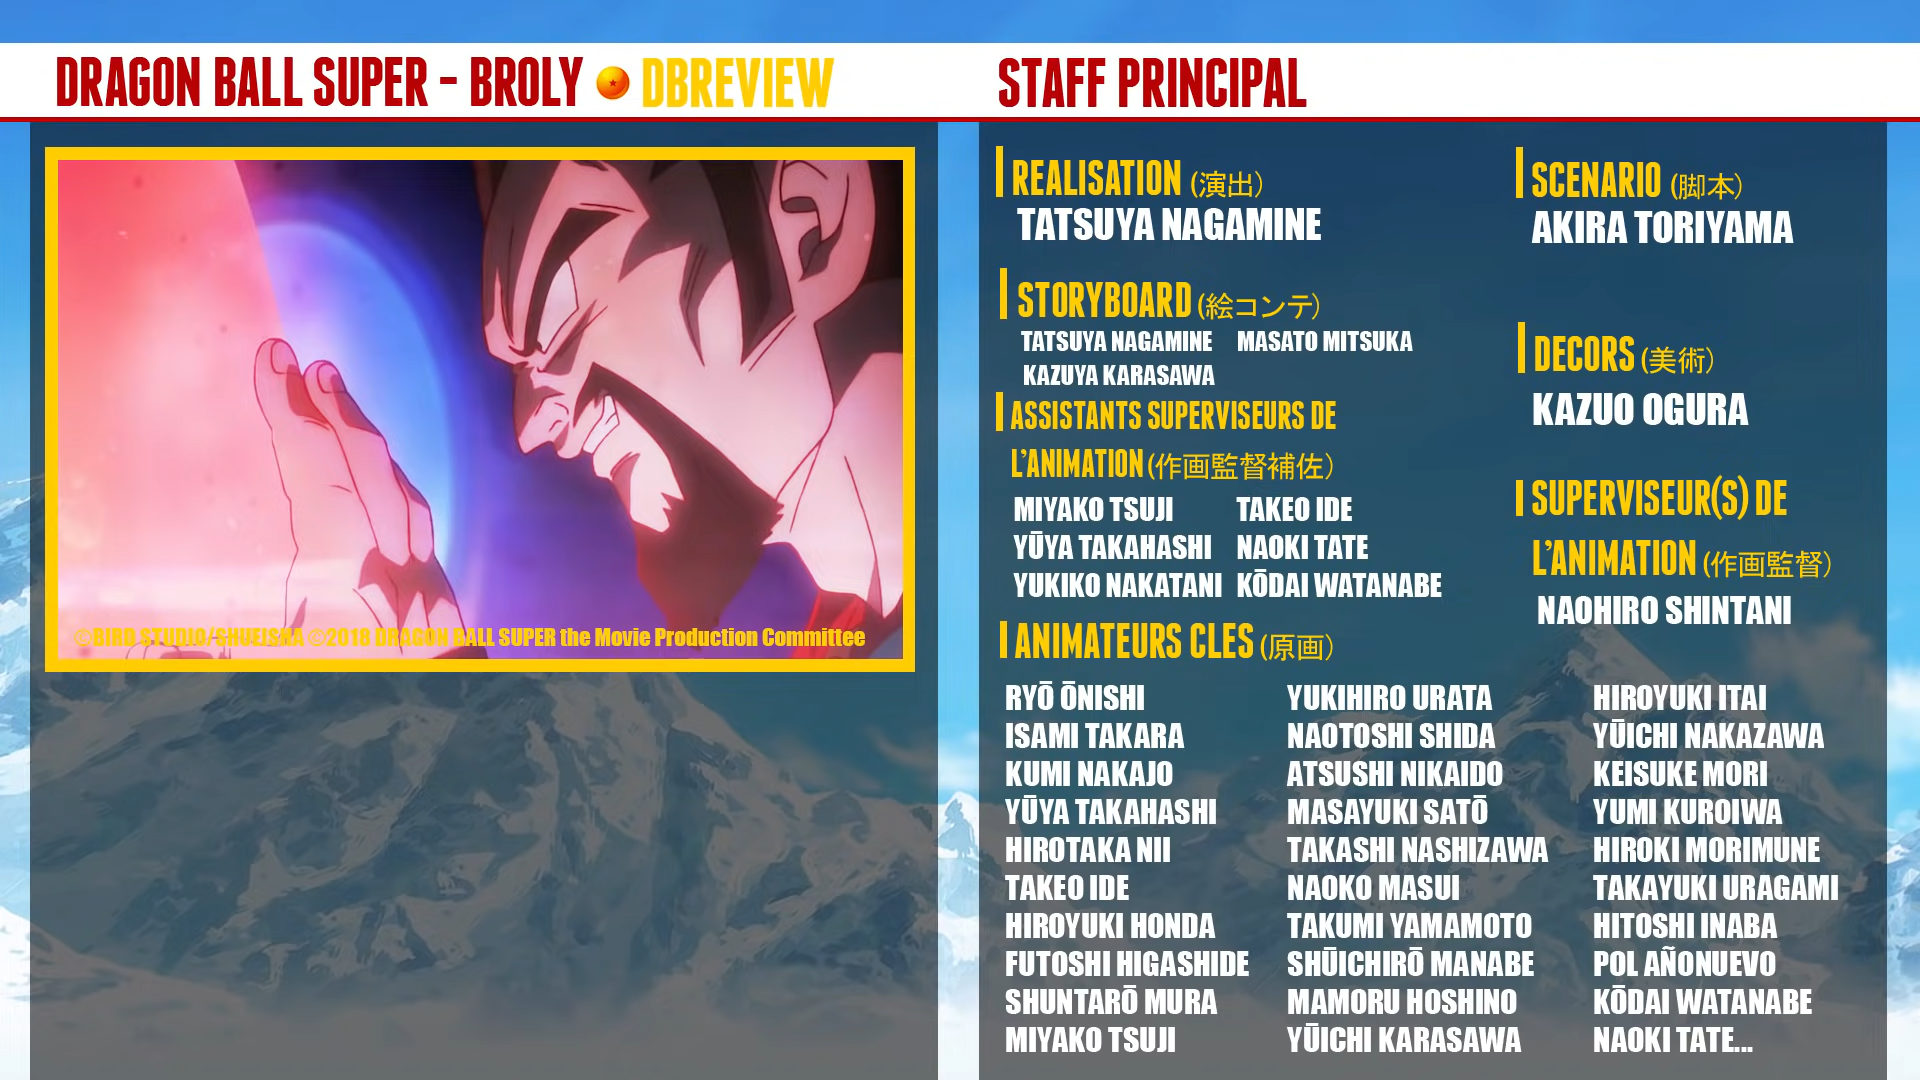 DRAGON BALL SUPER - BROLY DBREVIEW
STAFF PRINCIPAL
©BIRD STUDIO/SHUEISHA ©2018 DRAGON BALL SUPER the Movie Production Committee
REALISATION (演出)
TATSUYA NAGAMINE
STORYBOARD (絵コンテ)
TATSUYA NAGAMINE MASATO MITSUKA
KAZUYA KARASAWA
ASSISTANTS SUPERVISEURS DE
L'ANIMATION (作画監督補佐)
MIYAKO TSUJI TAKEO IDE
YŪYA TAKAHASHI NAOKI TATE
YUKIKO NAKATANI KŌDAI WATANABE
SCENARIO (脚本)
AKIRA TORIYAMA
DECORS (美術)
KAZUO OGURA
SUPERVISEUR(S) DE
L'ANIMATION (作画監督)
NAOHIRO SHINTANI
ANIMATEURS CLES (原画)
RYŌ ŌNISHI YUKIHIRO URATA HIROYUKI ITAI
ISAMI TAKARA NAOTOSHI SHIDA YŪICHI NAKAZAWA
KUMI NAKAJO ATSUSHI NIKAIDO KEISUKE MORI
YŪYA TAKAHASHI MASAYUKI SATŌ YUMI KUROIWA
HIROTAKA NII TAKASHI NASHIZAWA HIROKI MORIMUNE
TAKEO IDE NAOKO MASUI TAKAYUKI URAGAMI
HIROYUKI HONDA TAKUMI YAMAMOTO HITOSHI INABA
FUTOSHI HIGASHIDE SHŪICHIRŌ MANABE POL AÑONUEVO
SHUNTARŌ MURA MAMORU HOSHINO KŌDAI WATANABE
MIYAKO TSUJI YŪICHI KARASAWA NAOKI TATE...